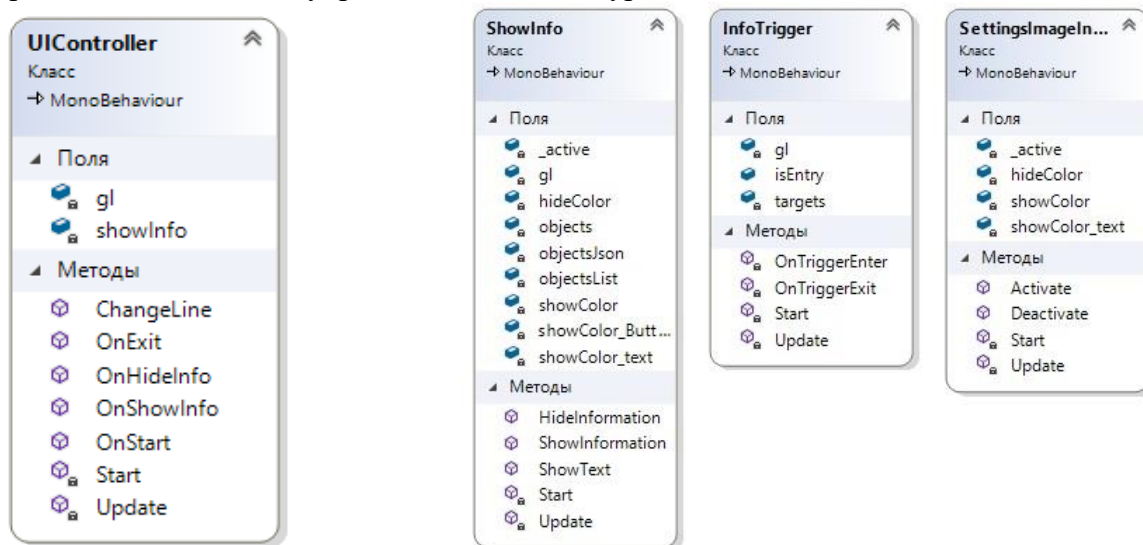 UIController
Класс
MonoBehaviour
Поля
gl
showInfo
Методы
ChangeLine
OnExit
OnHideInfo
OnShowInfo
OnStart
Start
Update
ShowInfo
Класс
MonoBehaviour
Поля
_active
gl
hideColor
objects
objectsJson
objectsList
showColor
showColor_Butt...
showColor_text
Методы
HideInformation
ShowInformation
ShowText
Start
Update
InfoTrigger
Класс
MonoBehaviour
Поля
gl
isEntry
targets
Методы
OnTriggerEnter
OnTriggerExit
Start
Update
SettingsImageIn...
Класс
MonoBehaviour
Поля
_active
hideColor
showColor
showColor_text
Методы
Activate
Deactivate
Start
Update